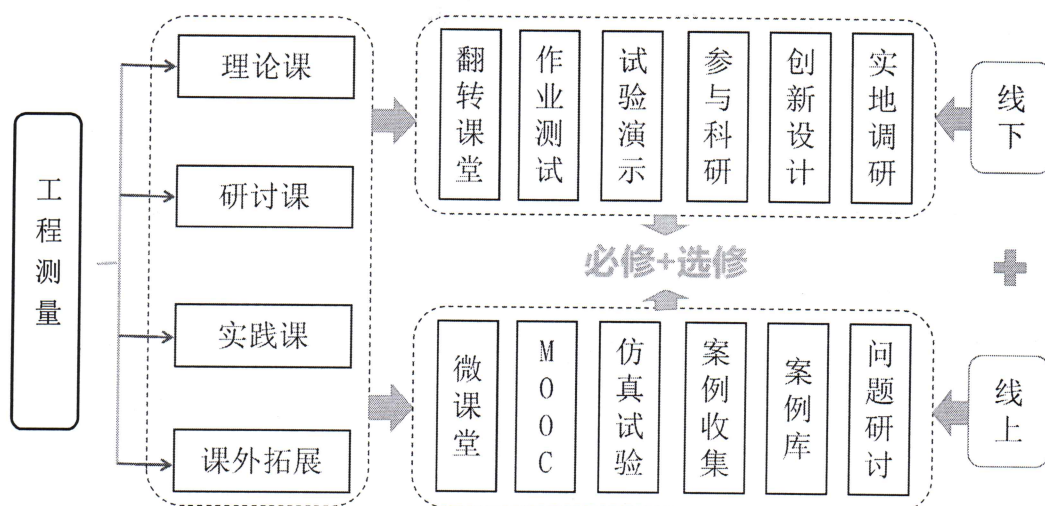 工程测量
理论课
研讨课
实践课
课外拓展
翻转课堂
作业测试
试验演示
参与科研
创新设计
实地调研
线下
必修+选修
+
微课堂
MOOC
仿真试验
案例收集
案例库
问题研讨
线上